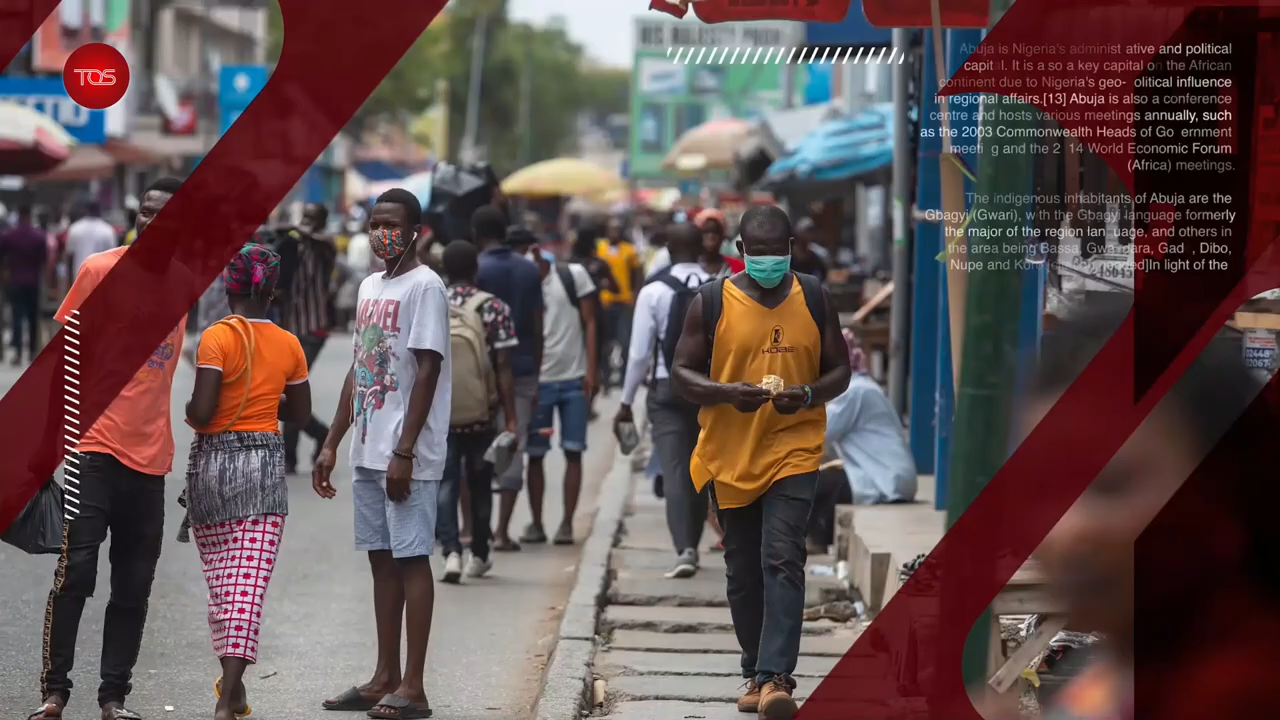 TOS
HIS MAJESTY
Abuja is Nigeria's administ ative and political
capit l. It is a so a key capital on the African
continent due to Nigeria's geo- olitical influence
in regional affairs.[13] Abuja is also a conference
centre and hosts various meetings annually, such
as the 2003 Commonwealth Heads of Go ernment
meeti g and the 2 14 World Economic Forum
(Africa) meetings.
The indigenous inhabitants of Abuja are the
Gbagyi (Gwari), w th the Gbagyi language formerly
the major of the region lan uage, and others in
the area being Bassa, Gwa dara, Gad , Dibo,
Nupe and Ko ed]In light of the
MARVEL
KOBE